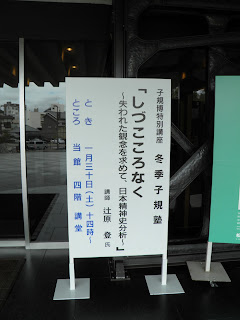 子規博特別講座 冬季子規塾
「しづこころなく
～失われた観念を求めて、日本精神史分析～」
講師 辻原 登 氏
とき 一月三十日（土）十四時～
ところ 当館 四階 講堂